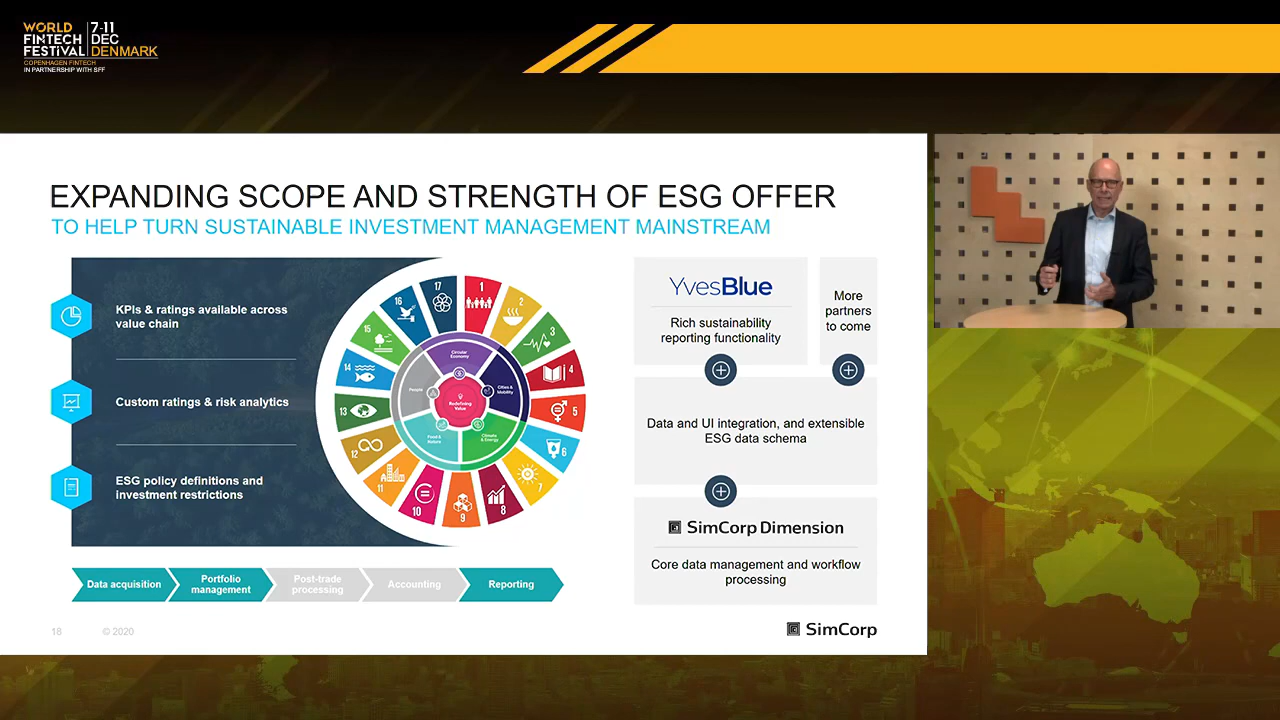 WORLD
FINTECH
FESTIVAL
7-11
DEC
DENMARK
COPENHAGEN FINTECH
IN PARTNERSHIP WITH SFF
EXPANDING SCOPE AND STRENGTH OF ESG OFFER
TO HELP TURN SUSTAINABLE INVESTMENT MANAGEMENT MAINSTREAM
KPIs & ratings available across
value chain
Custom ratings & risk analytics
ESG policy definitions and
investment restrictions
1
2
3
4
5
6
7
8
9
10
11
12
13
14
15
16
17
Circular
Economy
Cities &
Mobility
Climate
& Energy
Food &
Nature
People
Redefining
Value
YvesBlue
Rich sustainability
reporting functionality
More
partners
to come
Data and UI integration, and extensible
ESG data schema
SimCorp Dimension
Core data management and workflow
processing
Data acquisition
Portfolio
management
Post-trade
processing
Accounting
Reporting
18
© 2020
SimCorp